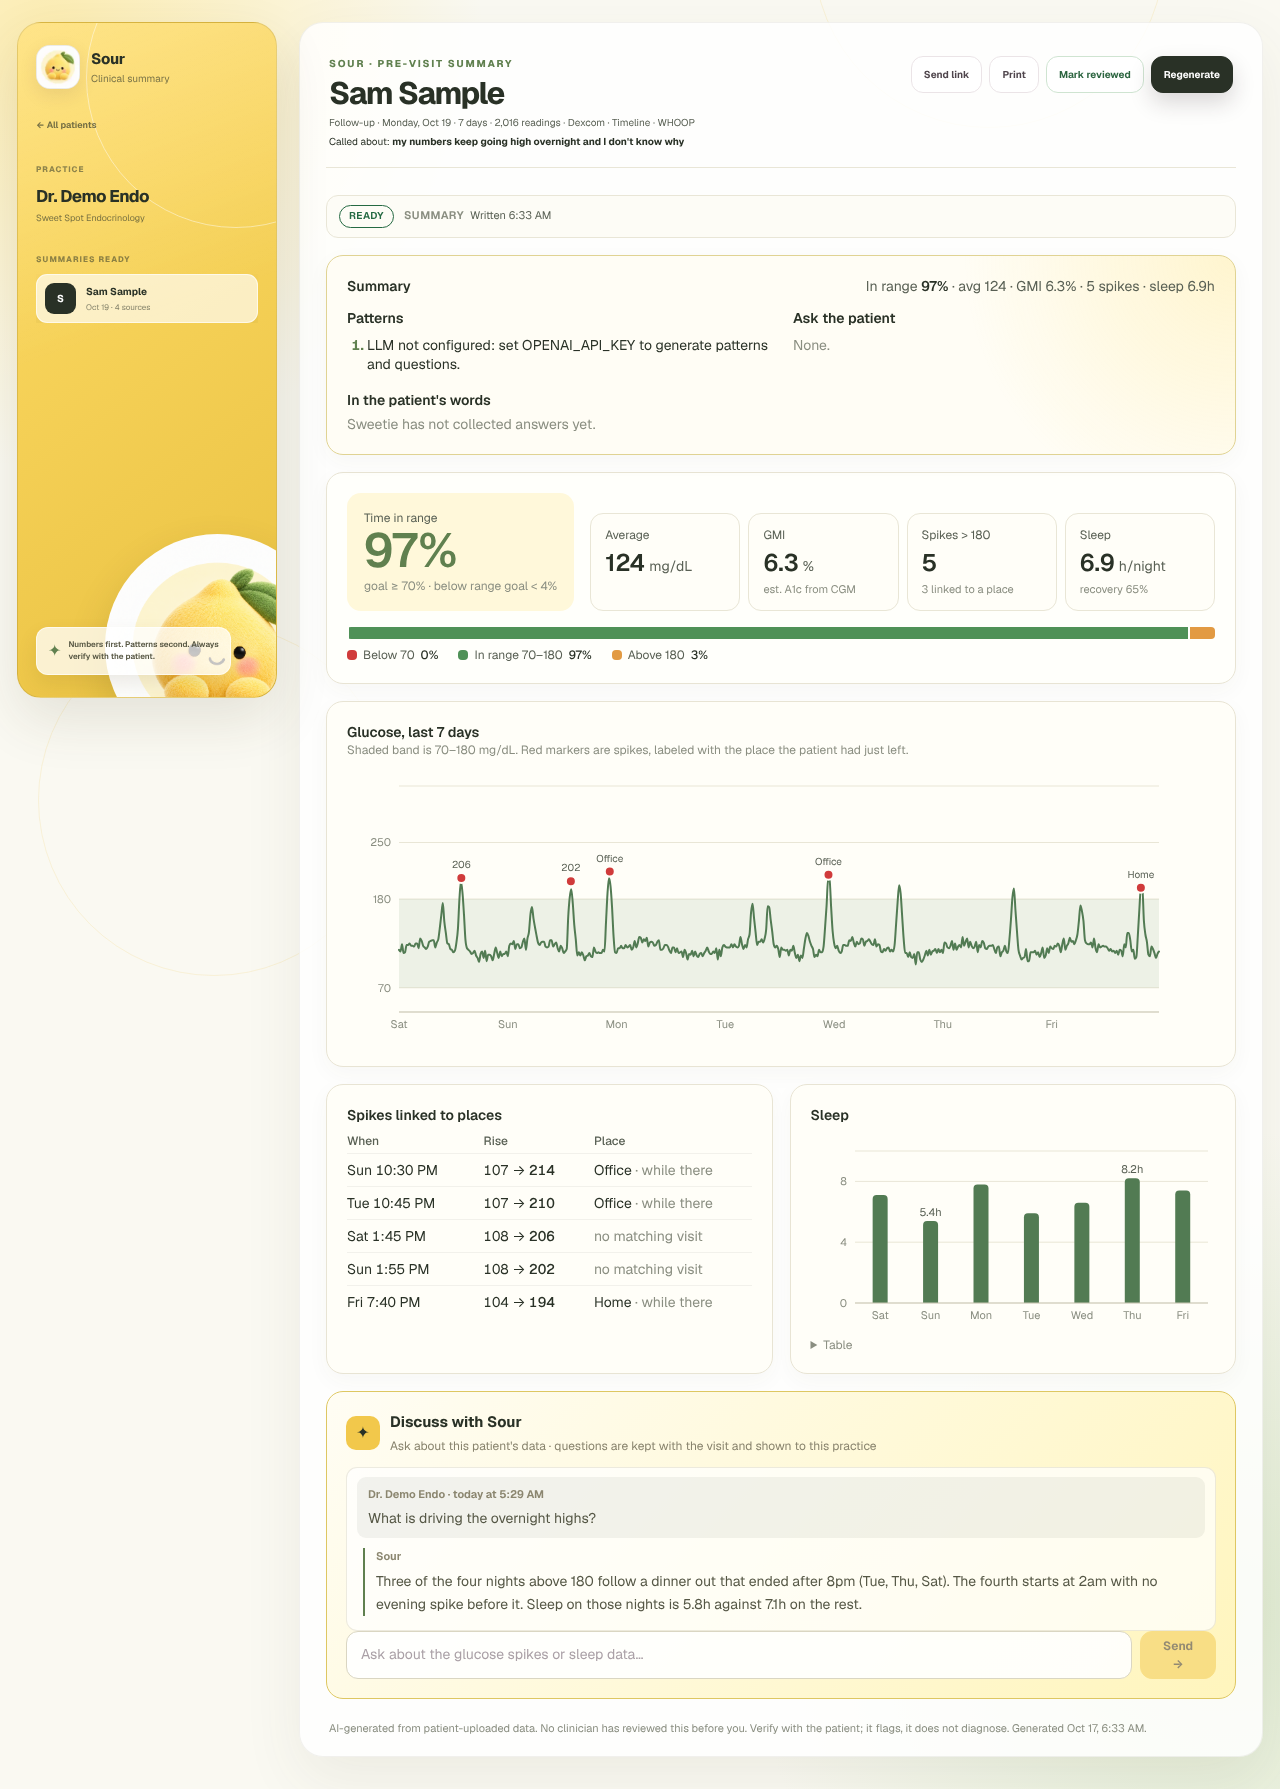 Sour
Clinical summary
← All patients
PRACTICE
Dr. Demo Endo
Sweet Spot Endocrinology
SUMMARIES READY
S
Sam Sample
Oct 19 · 4 sources
✦ Numbers first. Patterns second. Always
verify with the patient.
SOUR · PRE-VISIT SUMMARY
Sam Sample
Follow-up · Monday, Oct 19 · 7 days · 2,016 readings · Dexcom · Timeline · WHOOP
Called about: my numbers keep going high overnight and I don't know why
Send link
Print
Mark reviewed
Regenerate
READY SUMMARY Written 6:33 AM
Summary
In range 97% · avg 124 · GMI 6.3% · 5 spikes · sleep 6.9h
Patterns
1. LLM not configured: set OPENAI_API_KEY to generate patterns
and questions.
Ask the patient
None.
In the patient's words
Sweetie has not collected answers yet.
Time in range
97%
goal ≥ 70% · below range goal < 4%
Average
124 mg/dL
GMI
6.3 %
est. A1c from CGM
Spikes > 180
5
3 linked to a place
Sleep
6.9 h/night
recovery 65%
Below 70 0%
In range 70–180 97%
Above 180 3%
Glucose, last 7 days
Shaded band is 70–180 mg/dL. Red markers are spikes, labeled with the place the patient had just left.
250
180
70
206
202
Office
Office
Home
Sat
Sun
Mon
Tue
Wed
Thu
Fri
Spikes linked to places
When Rise Place
Sun 10:30 PM 107 → 214 Office · while there
Tue 10:45 PM 107 → 210 Office · while there
Sat 1:45 PM 108 → 206 no matching visit
Sun 1:55 PM 108 → 202 no matching visit
Fri 7:40 PM 104 → 194 Home · while there
Sleep
8
4
0
5.4h
8.2h
Sat
Sun
Mon
Tue
Wed
Thu
Fri
▶ Table
✦
Discuss with Sour
Ask about this patient's data · questions are kept with the visit and shown to this practice
Dr. Demo Endo · today at 5:29 AM
What is driving the overnight highs?
Sour
Three of the four nights above 180 follow a dinner out that ended after 8pm (Tue, Thu, Sat). The fourth starts at 2am with no
evening spike before it. Sleep on those nights is 5.8h against 7.1h on the rest.
Ask about the glucose spikes or sleep data…
Send
→
AI-generated from patient-uploaded data. No clinician has reviewed this before you. Verify with the patient; it flags, it does not diagnose. Generated Oct 17, 6:33 AM.